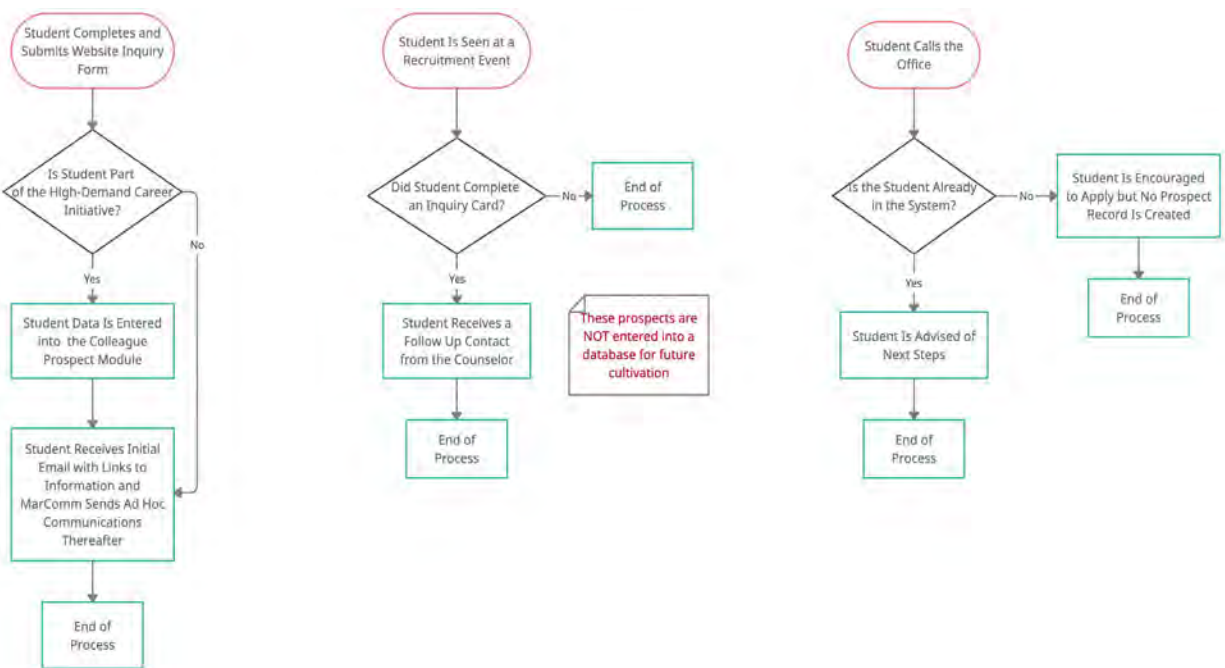 Student Completes and
Submits Website Inquiry
Form
Is Student Part
of the High-Demand Career
Initiative?
No
Yes
Student Data Is Entered
into the Colleague
Prospect Module
Student Receives Initial
Email with Links to
Information and
MarComm Sends Ad Hoc
Communications
Thereafter
End of
Process
Student Is Seen at a
Recruitment Event
Did Student Complete
an Inquiry Card?
No
End of
Process
Yes
Student Receives a
Follow Up Contact
from the Counselor
These prospects are
NOT entered into a
database for future
cultivation
End of
Process
Student Calls the
Office
Is the Student Already
in the System?
No
Student Is Encouraged
to Apply but No Prospect
Record Is Created
End of
Process
Yes
Student Is Advised of
Next Steps
End of
Process